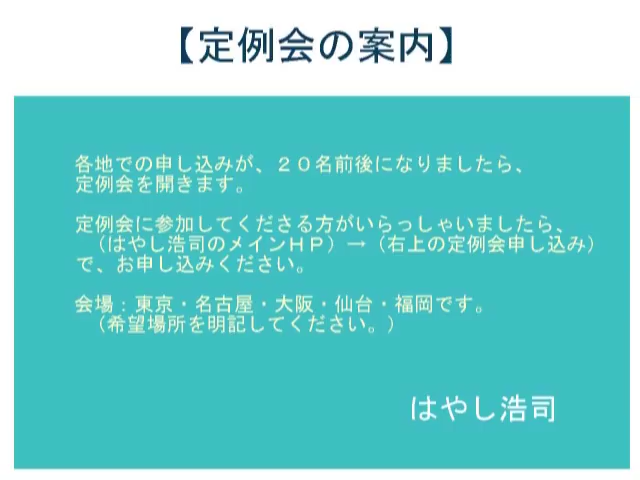 【定例会の案内】
各地での申し込みが、２０名前後になりましたら、
定例会を開きます。
定例会に参加してくださる方がいらっしゃいましたら、
（はやし浩司のメインＨＰ）→（右上の定例会申し込み）
で、お申し込みください。
会場：東京・名古屋・大阪・仙台・福岡です。
（希望場所を明記してください。）
はやし浩司